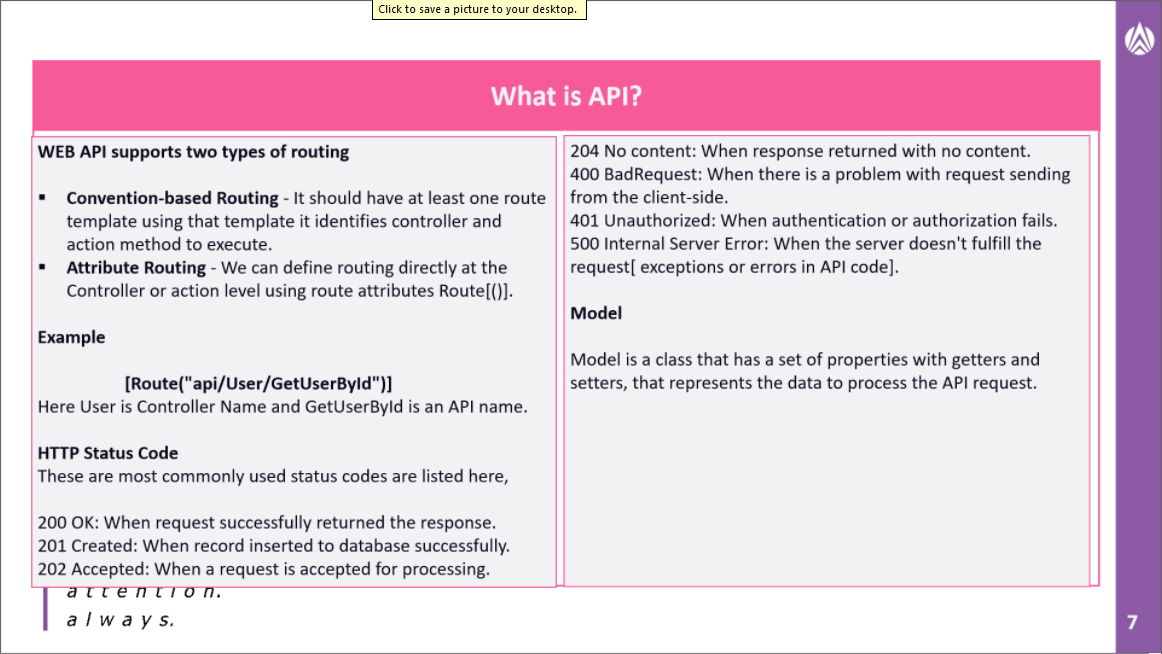 Click to save a picture to your desktop.
What is API?
WEB API supports two types of routing
▪ Convention-based Routing - It should have at least one route
template using that template it identifies controller and
action method to execute.
▪ Attribute Routing - We can define routing directly at the
Controller or action level using route attributes Route[()].
Example
[Route("api/User/GetUserById")]
Here User is Controller Name and GetUserById is an API name.
HTTP Status Code
These are most commonly used status codes are listed here,
200 OK: When request successfully returned the response.
201 Created: When record inserted to database successfully.
202 Accepted: When a request is accepted for processing.
204 No content: When response returned with no content.
400 BadRequest: When there is a problem with request sending
from the client-side.
401 Unauthorized: When authentication or authorization fails.
500 Internal Server Error: When the server doesn't fulfill the
request[ exceptions or errors in API code].
Model
Model is a class that has a set of properties with getters and
setters, that represents the data to process the API request.
attention.
always.
7